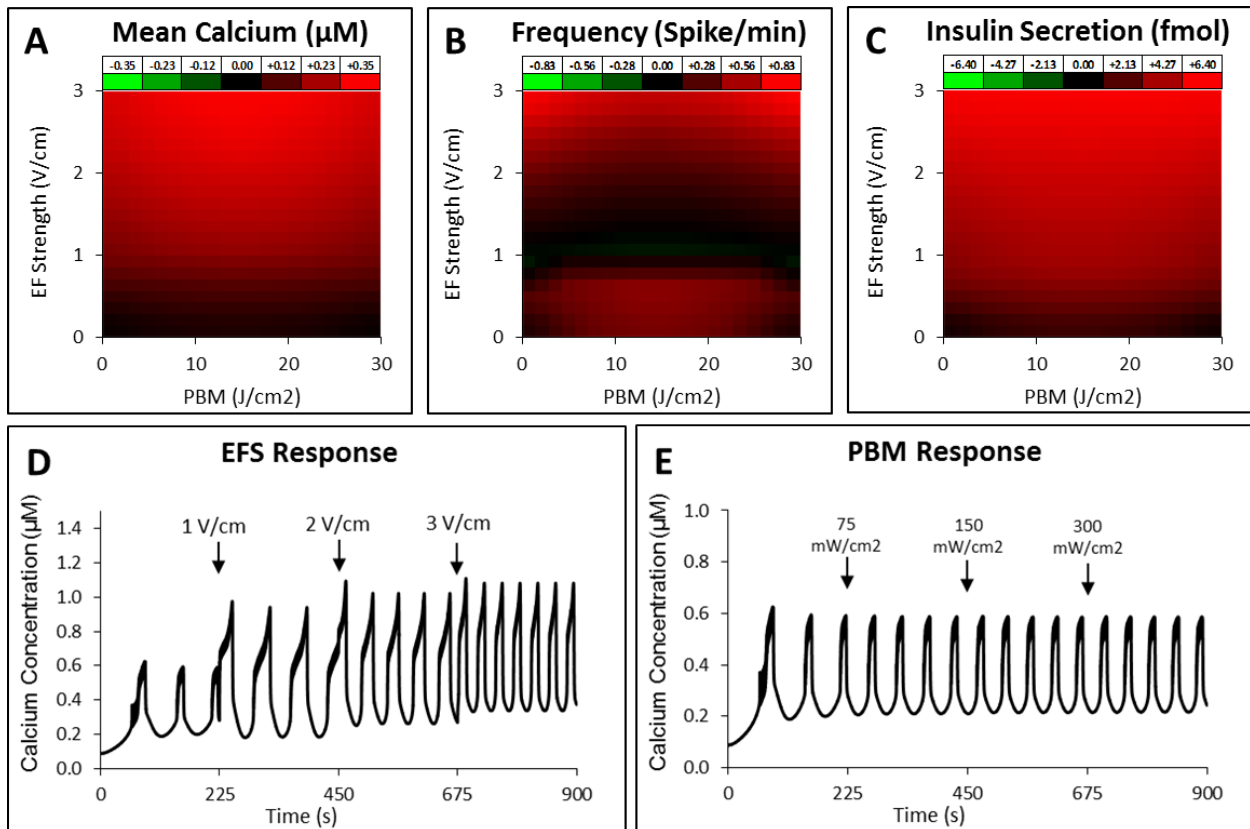 A
Mean Calcium (µM)
-0.35 -0.23 -0.12 0.00 +0.12 +0.23 +0.35
3
2
1
0
EF Strength (V/cm)
0 10 20 30
PBM (J/cm2)
B
Frequency (Spike/min)
-0.83 -0.56 -0.28 0.00 +0.28 +0.56 +0.83
3
2
1
0
EF Strength (V/cm)
0 10 20 30
PBM (J/cm2)
C
Insulin Secretion (fmol)
-6.40 -4.27 -2.13 0.00 +2.13 +4.27 +6.40
3
2
1
0
EF Strength (V/cm)
0 10 20 30
PBM (J/cm2)
D
EFS Response
Calcium Concentration (µM)
1.4
1.2
1.0
0.8
0.6
0.4
0.2
0.0
1 V/cm
2 V/cm
3 V/cm
0 225 450 675 900
Time (s)
E
PBM Response
Calcium Concentration (µM)
1.0
0.8
0.6
0.4
0.2
0.0
75
mW/cm2
150
mW/cm2
300
mW/cm2
0 225 450 675 900
Time (s)